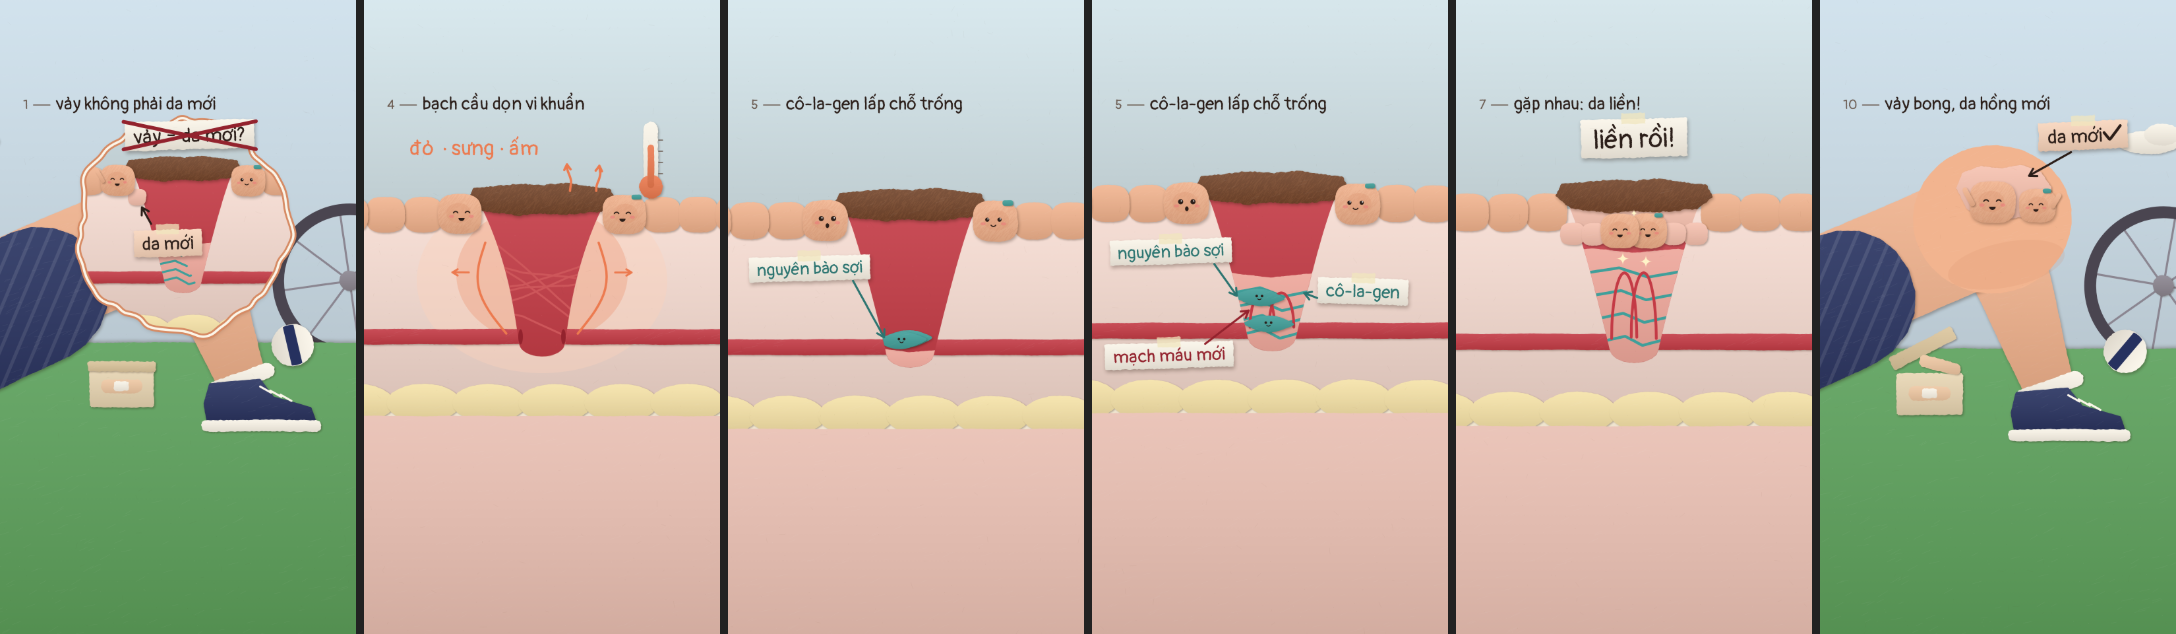 1 — vảy không phải da mới
vảy = da mới?
da mới
4 — bạch cầu dọn vi khuẩn
đỏ · sưng · ấm
5 — cô-la-gen lấp chỗ trống
nguyên bào sợi
5 — cô-la-gen lấp chỗ trống
nguyên bào sợi
cô-la-gen
mạch máu mới
7 — gặp nhau: da liền!
liền rồi!
10 — vảy bong, da hồng mới
da mới✓